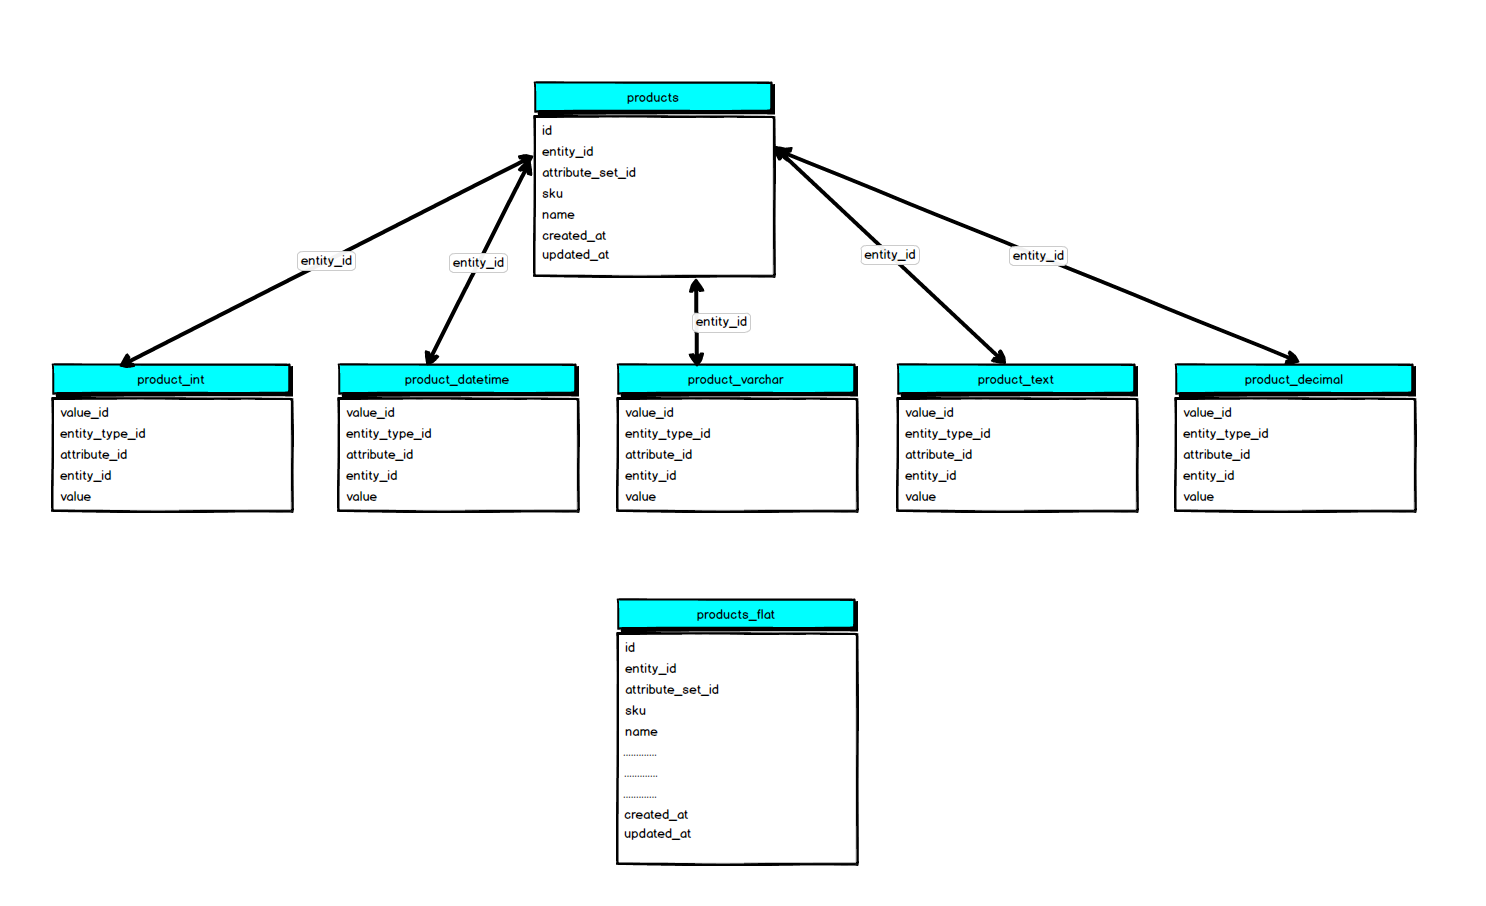 products
id
entity_id
attribute_set_id
sku
name
created_at
updated_at
entity_id
entity_id
entity_id
entity_id
entity_id
product_int
value_id
entity_type_id
attribute_id
entity_id
value
product_datetime
value_id
entity_type_id
attribute_id
entity_id
value
product_varchar
value_id
entity_type_id
attribute_id
entity_id
value
product_text
value_id
entity_type_id
attribute_id
entity_id
value
product_decimal
value_id
entity_type_id
attribute_id
entity_id
value
products_flat
id
entity_id
attribute_set_id
sku
name
.............
.............
.............
created_at
updated_at